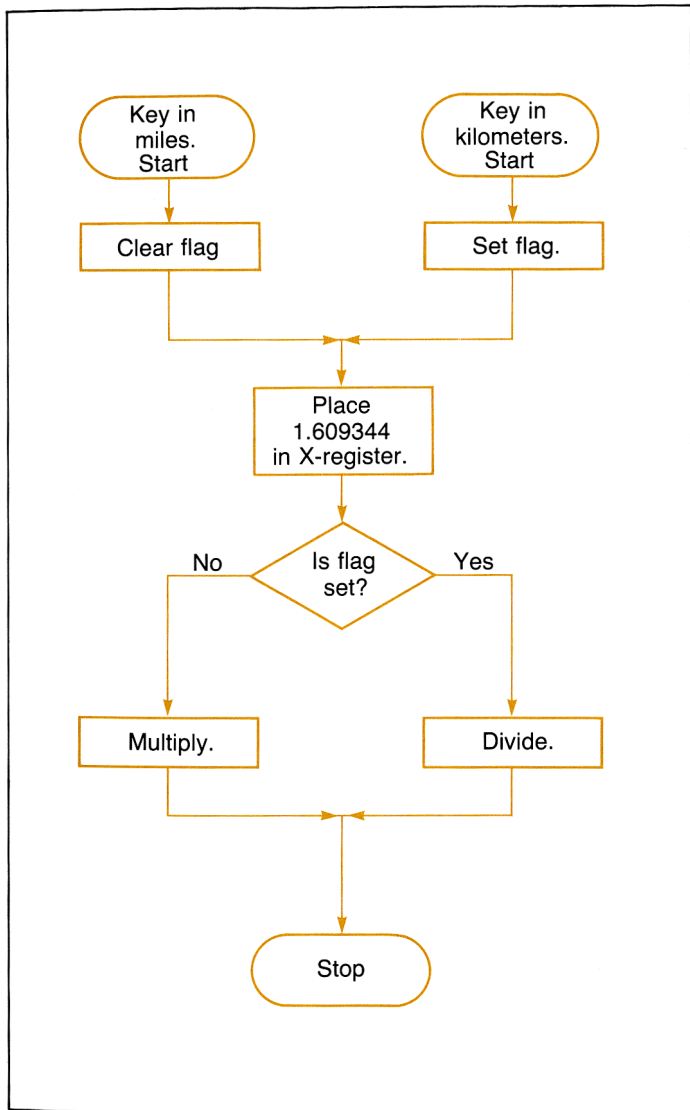 Key in
miles.
Start
Key in
kilometers.
Start
Clear flag
Set flag.
Place
1.609344
in X-register.
Is flag
set?
No
Yes
Multiply.
Divide.
Stop